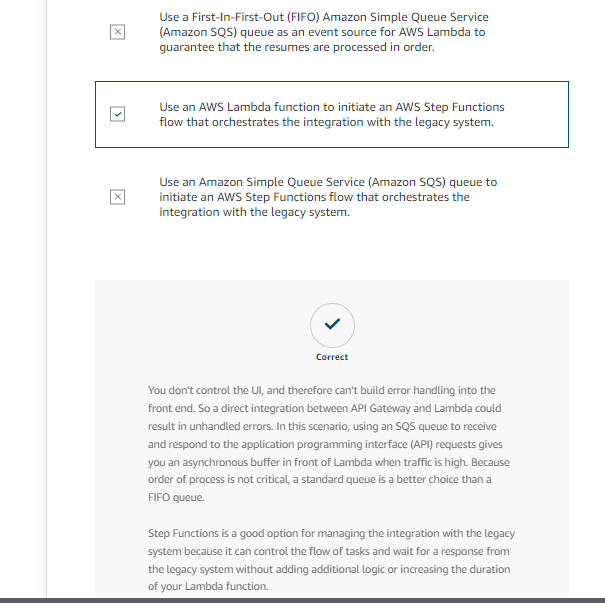 Use a First-In-First-Out (FIFO) Amazon Simple Queue Service
(Amazon SQS) queue as an event source for AWS Lambda to
guarantee that the resumes are processed in order.
Use an AWS Lambda function to initiate an AWS Step Functions
flow that orchestrates the integration with the legacy system.
Use an Amazon Simple Queue Service (Amazon SQS) queue to
initiate an AWS Step Functions flow that orchestrates the
integration with the legacy system.
Correct
You don't control the UI, and therefore can't build error handling into the
front end. So a direct integration between API Gateway and Lambda could
result in unhandled errors. In this scenario, using an SQS queue to receive
and respond to the application programming interface (API) requests gives
you an asynchronous buffer in front of Lambda when traffic is high. Because
order of process is not critical, a standard queue is a better choice than a
FIFO queue.
Step Functions is a good option for managing the integration with the legacy
system because it can control the flow of tasks and wait for a response from
the legacy system without adding additional logic or increasing the duration
of your Lambda function.